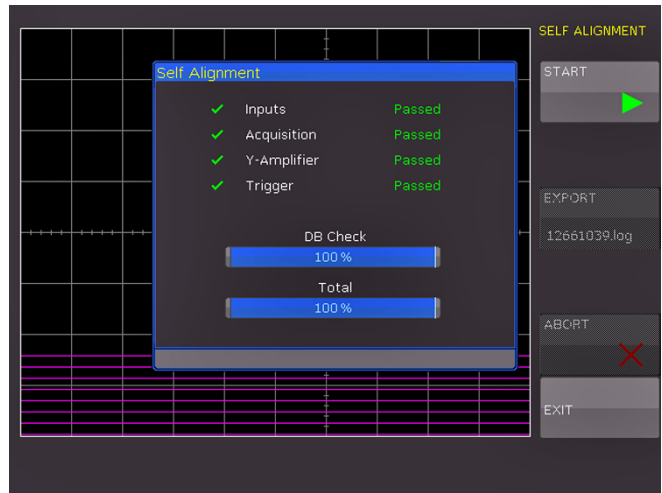 SELF ALIGNMENT
Self Alignment
START
Inputs Passed
Acquisition Passed
Y-Amplifier Passed
Trigger Passed
EXPORT
12661039.log
DB Check
100 %
Total
100 %
ABORT
EXIT